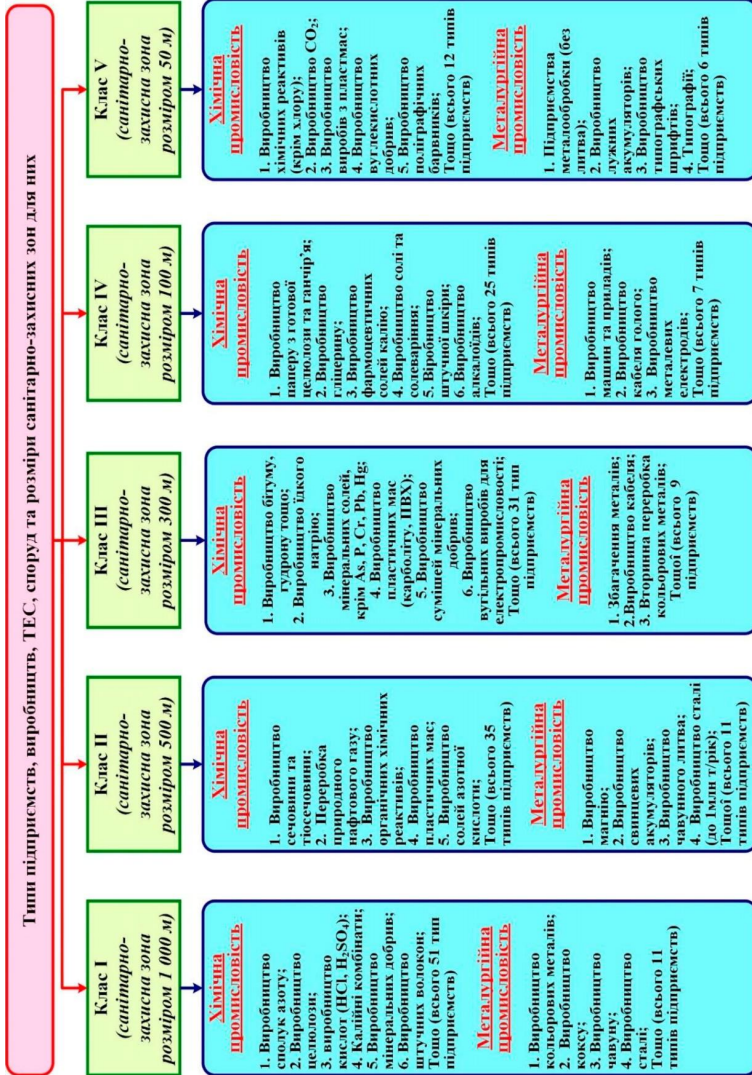 Типи підприємств, виробництв, ТЕС, споруд та розміри санітарно-захисних зон для них
Клас I
(санітарно-
захисна зона
розміром 1 000 м)
Хімічна
промисловість
1. Виробництво
сполук азоту;
2. Виробництво
целюлози;
3. виробництво
кислот (HCl, H₂SO₄);
4. Калійні комбінати;
5. Виробництво
мінеральних добрив;
6. Виробництво
штучних волокон;
Тощо (всього 51 тип
підприємств)
Металургійна
промисловість
1. Виробництво
кольорових металів;
2. Виробництво
коксу;
3. Виробництво
чавуну;
4. Виробництво
сталі;
Тощо (всього 11
типів підприємств)
Клас II
(санітарно-
захисна зона
розміром 500 м)
Хімічна
промисловість
1. Виробництво
сечовини та
тіосечовини;
2. Переробка
природного
нафтового газу;
3. Виробництво
органічних хімічних
реактивів;
4. Виробництво
пластичних мас;
5. Виробництво
солей азотної
кислоти;
Тощо (всього 35
типів підприємств)
Металургійна
промисловість
1. Виробництво
магнію;
2. Виробництво
свинцевих
акумуляторів;
3. Виробництво
чавунного литва;
4. Виробництво сталі
(до 1млн т/рік);
Тощої (всього 11
типів підприємств)
Клас III
(санітарно-
захисна зона
розміром 300 м)
Хімічна
промисловість
1. Виробництво бітуму,
гудрону тощо;
2. Виробництво їдкого
натрію;
3. Виробництво
мінеральних солей,
крім As, P, Cr, Pb, Hg;
4. Виробництво
пластичних мас
(карболіту, ПВХ);
5. Виробництво
сумішей мінеральних
добрив;
6. Виробництво
вугільних виробів для
електропромисловості;
Тощо (всього 31 тип
підприємств)
Металургійна
промисловість
1. Збагачення металів;
2.Виробництво кабеля;
3. Вторинна переробка
кольорових металів;
Тощої (всього 9
підприємств)
Клас IV
(санітарно-
захисна зона
розміром 100 м)
Хімічна
промисловість
1. Виробництво
паперу з готової
целюлози та ганчір'я;
2. Виробництво
гліцерину;
3. Виробництво
фармоцевтичних
солей калію;
4. Виробництво солі та
солеваріння;
5. Віробництво
штучної шкіри;
6. Виробництво
алкалоїдів;
Тощо (всього 25 типів
підприємств)
Металургійна
промисловість
1. Виробництво
машин та приладів;
2. Виробництво
кабеля голого;
3. Виробництво
металевих
електродів;
Тощо (всього 7 типів
підприємств)
Клас V
(санітарно-
захисна зона
розміром 50 м)
Хімічна
промисловість
1. Виробництво
хімічних реактивів
(крім хлору);
2. Виробництво CO₂;
3. Виробництво
виробів з пластмас;
4. Виробництво
вуглекислотних
добрив;
5. Виробництво
поліграфічних
барвників;
Тощо (всього 12 типів
підприємств)
Металургійна
промисловість
1. Підприємства
металообробки (без
литва);
2. Виробництво
лужних
акумуляторів;
3. Виробництво
типографських
шрифтів;
4. Типографії;
Тощо (всього 6 типів
підприємств)